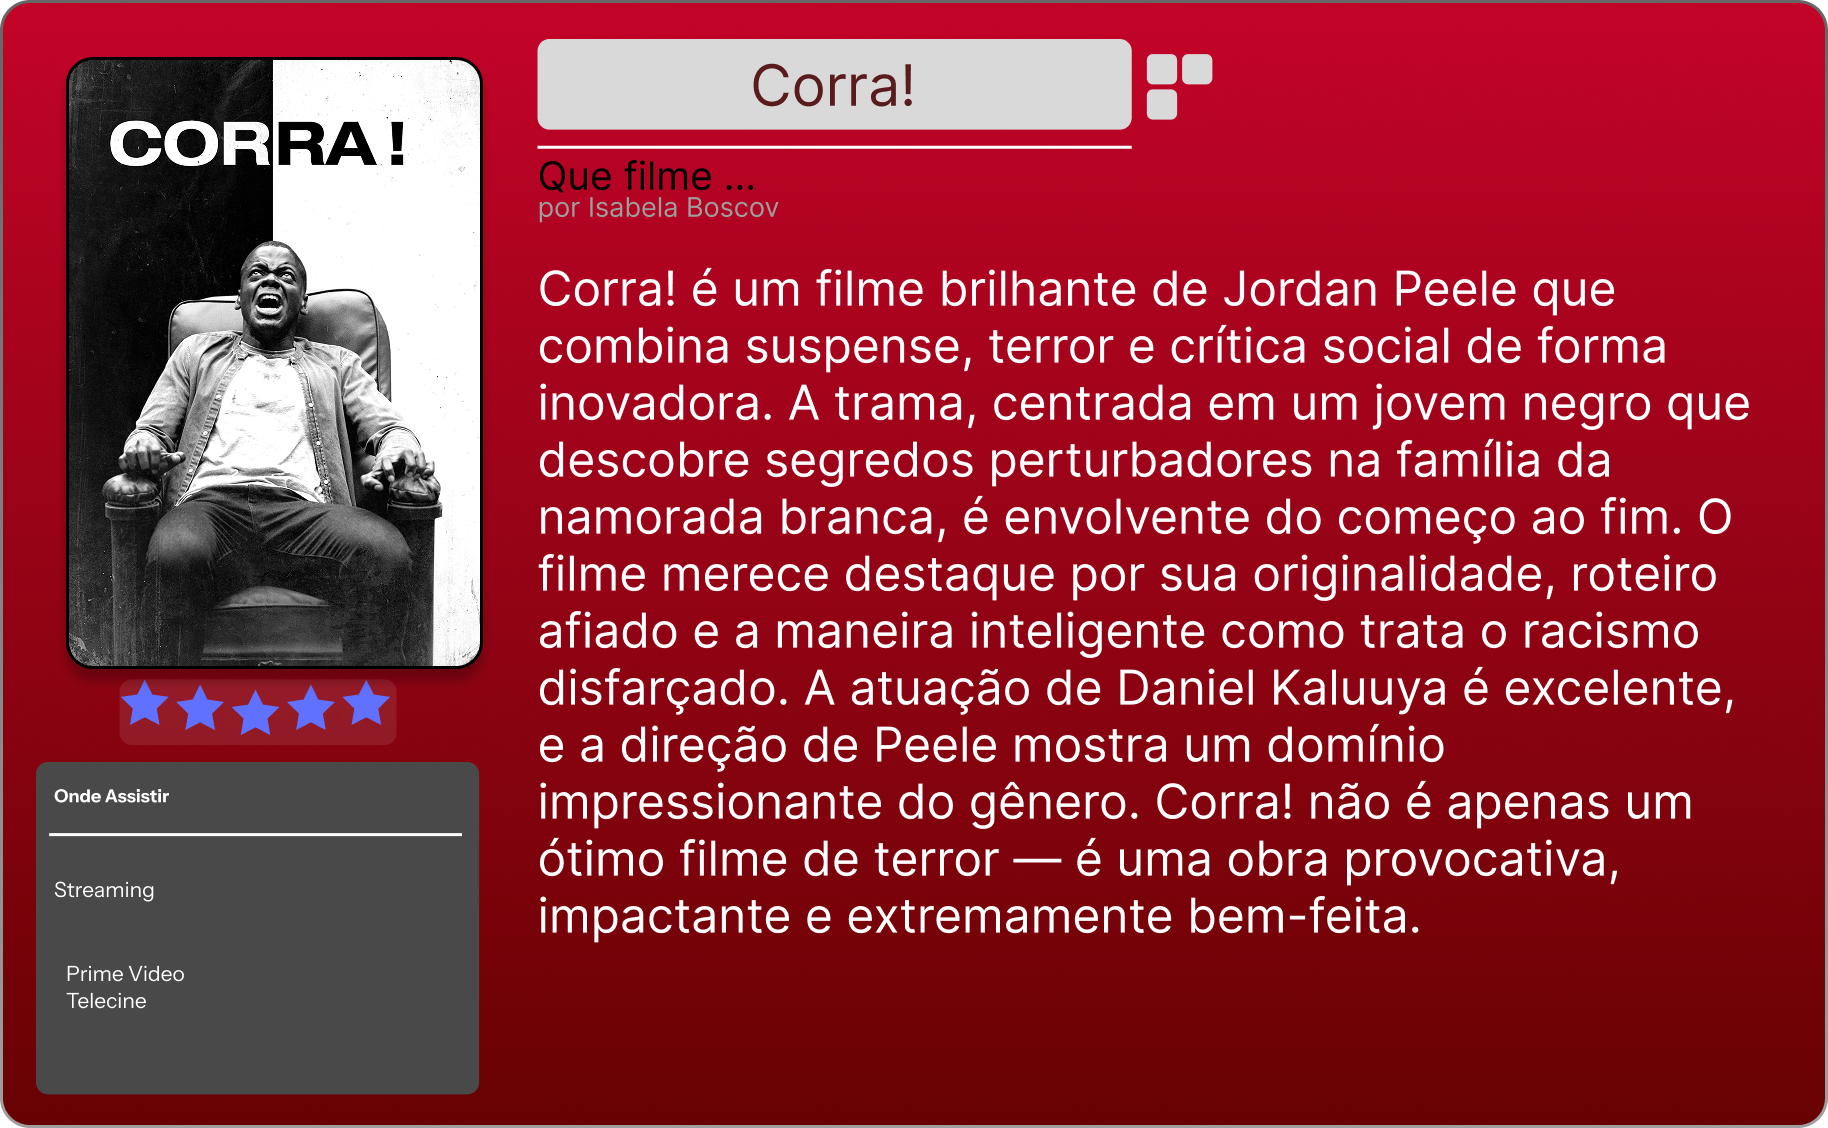 CORRA!
Onde Assistir
Streaming
Prime Video
Telecine
Corra!
Que filme ...
por Isabela Boscov
Corra! é um filme brilhante de Jordan Peele que
combina suspense, terror e crítica social de forma
inovadora. A trama, centrada em um jovem negro que
descobre segredos perturbadores na família da
namorada branca, é envolvente do começo ao fim. O
filme merece destaque por sua originalidade, roteiro
afiado e a maneira inteligente como trata o racismo
disfarçado. A atuação de Daniel Kaluuya é excelente,
e a direção de Peele mostra um domínio
impressionante do gênero. Corra! não é apenas um
ótimo filme de terror — é uma obra provocativa,
impactante e extremamente bem-feita.